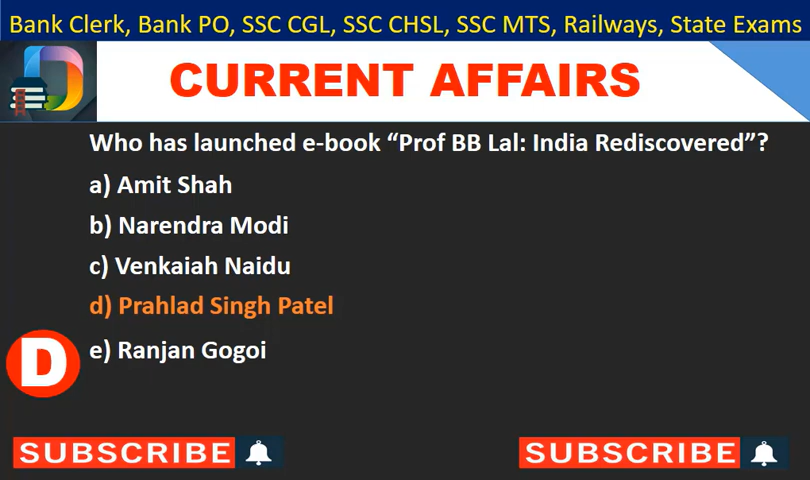 Bank Clerk, Bank PO, SSC CGL, SSC CHSL, SSC MTS, Railways, State Exams
CURRENT AFFAIRS
Who has launched e-book “Prof BB Lal: India Rediscovered”?
a) Amit Shah
b) Narendra Modi
c) Venkaiah Naidu
d) Prahlad Singh Patel
e) Ranjan Gogoi
D
SUBSCRIBE
SUBSCRIBE